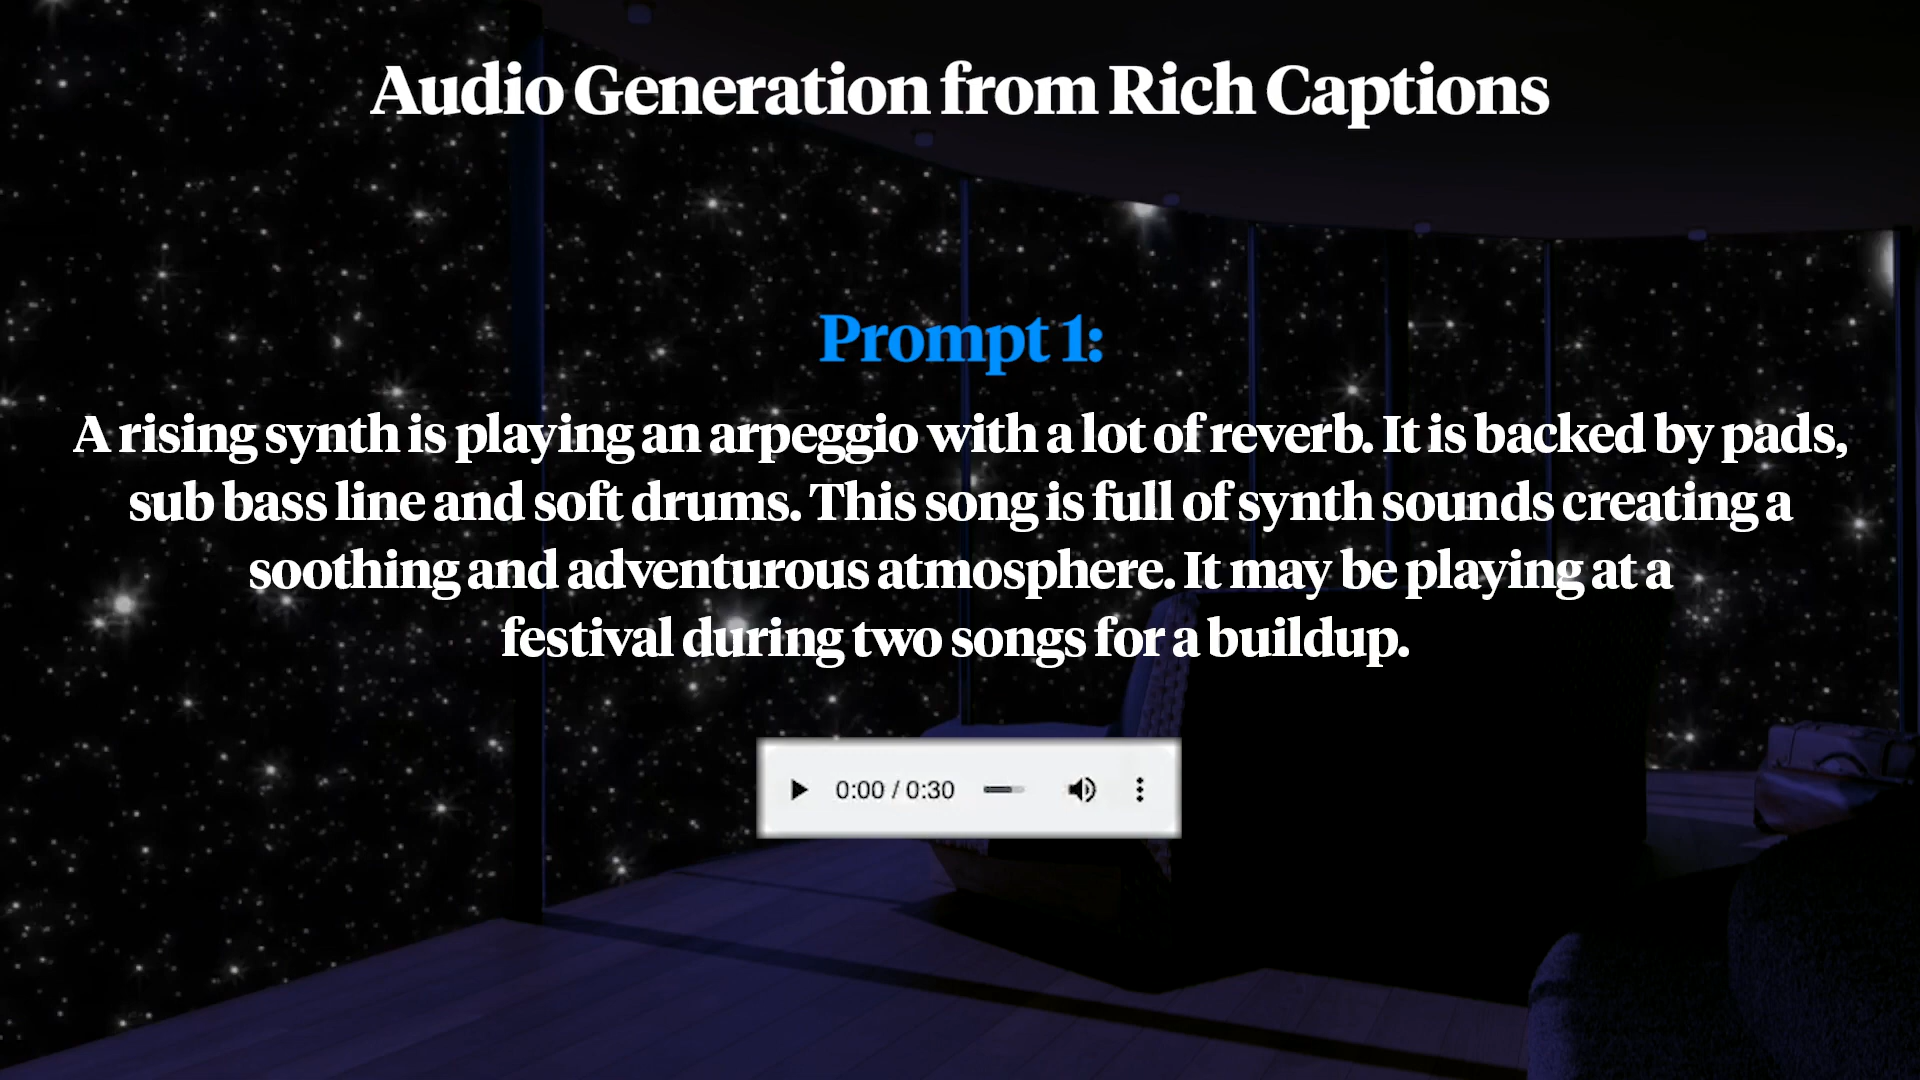 Audio Generation from Rich Captions
Prompt 1:
A rising synth is playing an arpeggio with a lot of reverb. It is backed by pads,
sub bass line and soft drums. This song is full of synth sounds creating a
soothing and adventurous atmosphere. It may be playing at a
festival during two songs for a buildup.
0:00 / 0:30